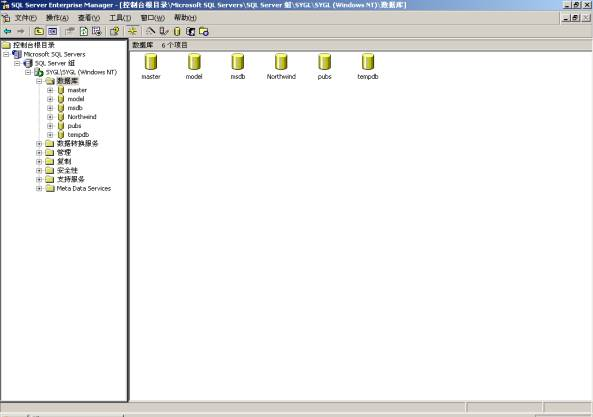 SQL Server Enterprise Manager - [控制台根目录\Microsoft SQL Servers\SQL Server 组\SYGL\SYGL (Windows NT)\数据库]
文件(F) 操作(A) 查看(V) 工具(T) 窗口(W) 帮助(H)
控制台根目录
Microsoft SQL Servers
SQL Server 组
SYGL\SYGL (Windows NT)
数据库
master
model
msdb
Northwind
pubs
tempdb
数据转换服务
管理
复制
安全性
支持服务
Meta Data Services
数据库 6 个项目
master model msdb Northwind pubs tempdb